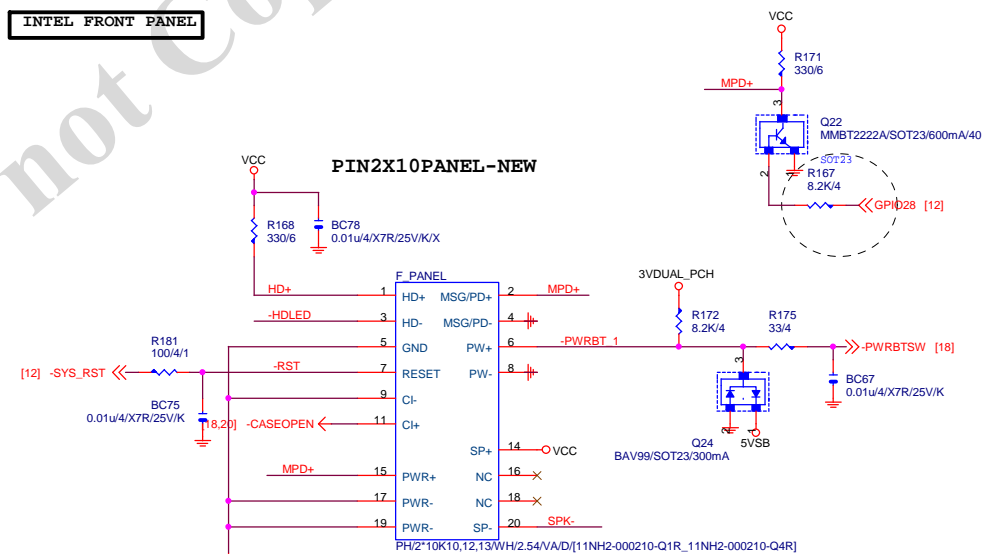 INTEL FRONT PANEL
not Co
VCC
R171
330/6
MPD+
3
Q22
MMBT2222A/SOT23/600mA/40
SOT23
2
R167
8.2K/4
GPIO28 [12]
PIN2X10PANEL-NEW
VCC
R168
330/6
BC78
0.01u/4/X7R/25V/K/X
F_PANEL
3VDUAL_PCH
HD+ 1 HD+ MSG/PD+ 2 MPD+
-HDLED 3 HD- MSG/PD- 4
R172
8.2K/4
R175
33/4
5 GND PW+ 6 -PWRBT_1
-PWRBTSW [18]
R181
100/4/1
[12] -SYS_RST
-RST 7 RESET PW- 8
3
BC67
0.01u/4/X7R/25V/K
9 CI-
BC75
0.01u/4/X7R/25V/K
18,20] -CASEOPEN 11 CI+
2 1
5VSB
Q24
BAV99/SOT23/300mA
SP+ 14 VCC
MPD+ 15 PWR+ NC 16
17 PWR- NC 18
19 PWR- SP- 20 SPK-
PH/2*10K10,12,13/WH/2.54/VA/D/[11NH2-000210-Q1R_11NH2-000210-Q4R]